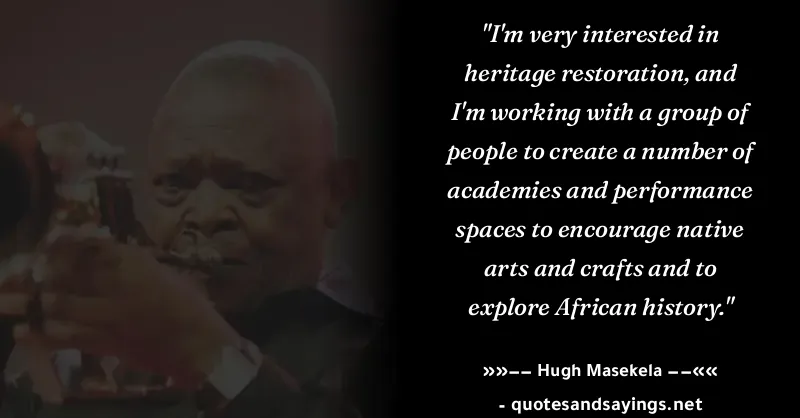 "I'm very interested in
heritage restoration, and
I'm working with a group of
people to create a number of
academies and performance
spaces to encourage native
arts and crafts and to
explore African history."
»»–– Hugh Masekela ––««
- quotesandsayings.net